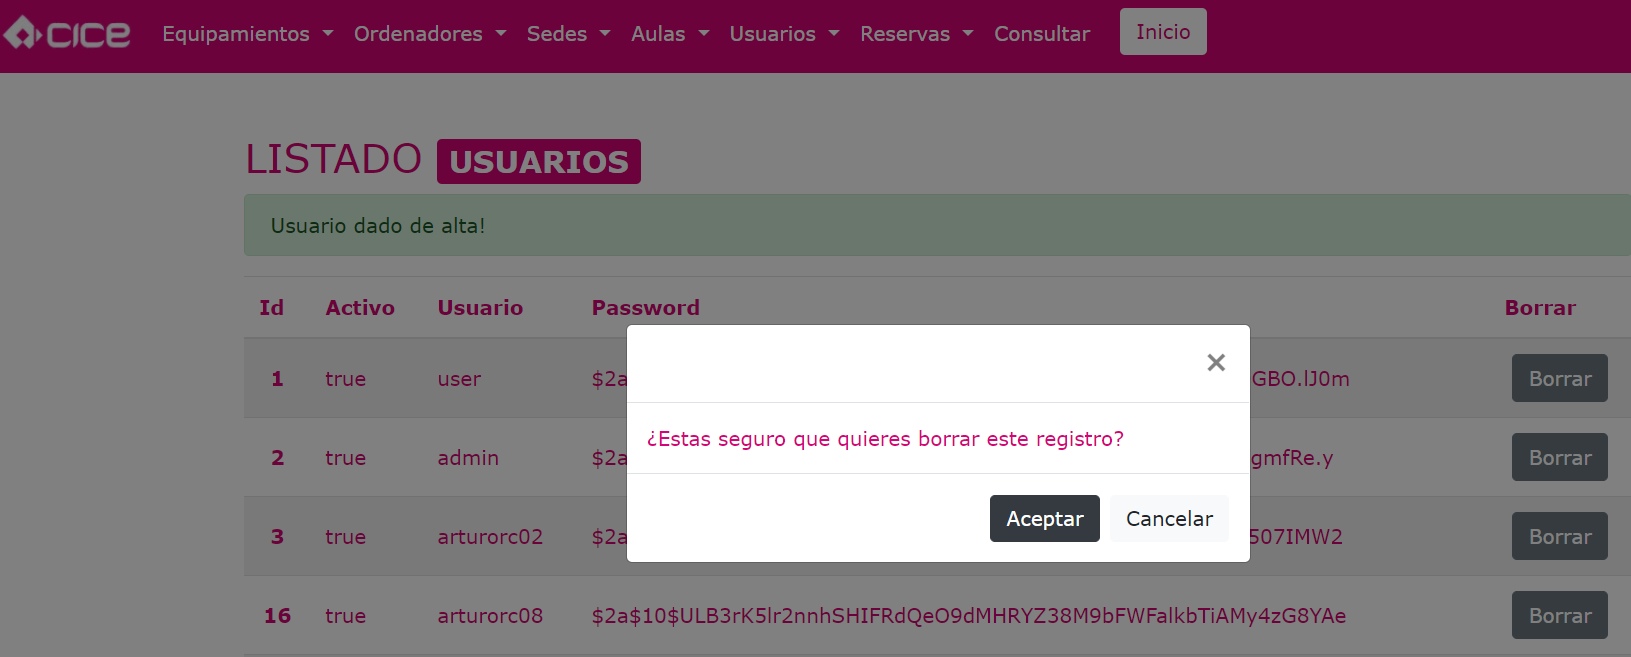 CICE Equipamientos Ordenadores Sedes Aulas Usuarios Reservas Consultar Inicio
LISTADO USUARIOS
Usuario dado de alta!
Id Activo Usuario Password Borrar
×
1 true user $2a GBO.lJ0m Borrar
¿Estas seguro que quieres borrar este registro?
2 true admin $2a gmfRe.y Borrar
Aceptar Cancelar
3 true arturorc02 $2a 507IMW2 Borrar
16 true arturorc08 $2a$10$ULB3rK5lr2nnhSHIFRdQeO9dMHRYZ38M9bFWFalkbTiAMy4zG8YAe Borrar